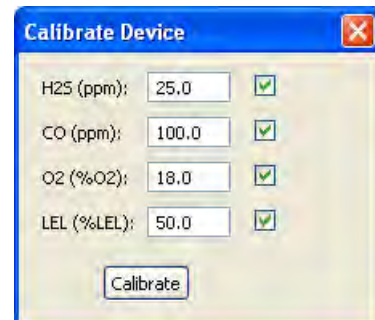 Calibrate Device
H2S (ppm): 25.0
CO (ppm): 100.0
O2 (%O2): 18.0
LEL (%LEL): 50.0
Calibrate